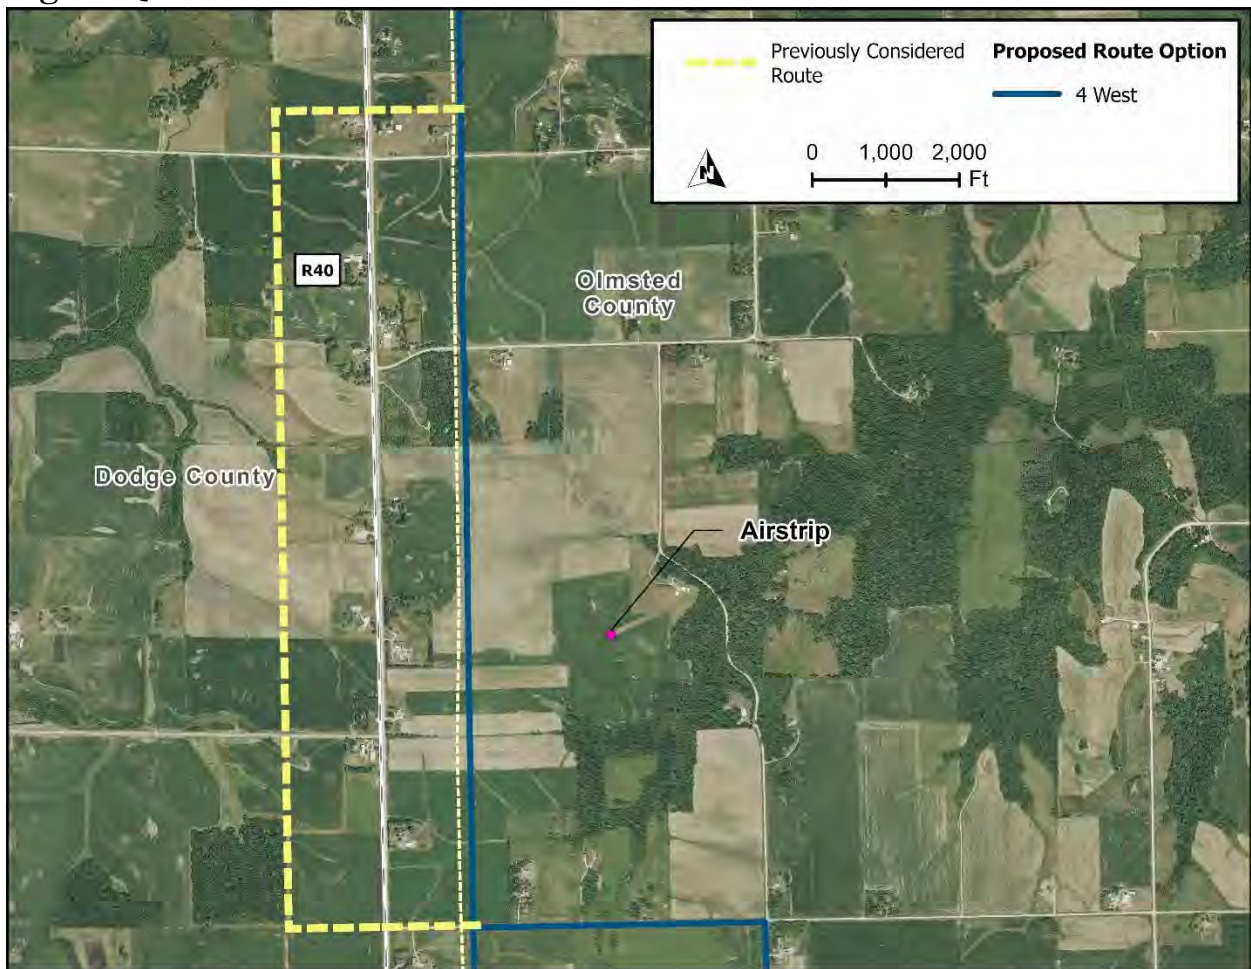 Previously Considered
Route
Proposed Route Option
4 West
N
0 1,000 2,000
Ft
R40
Olmsted
County
Dodge County
Airstrip